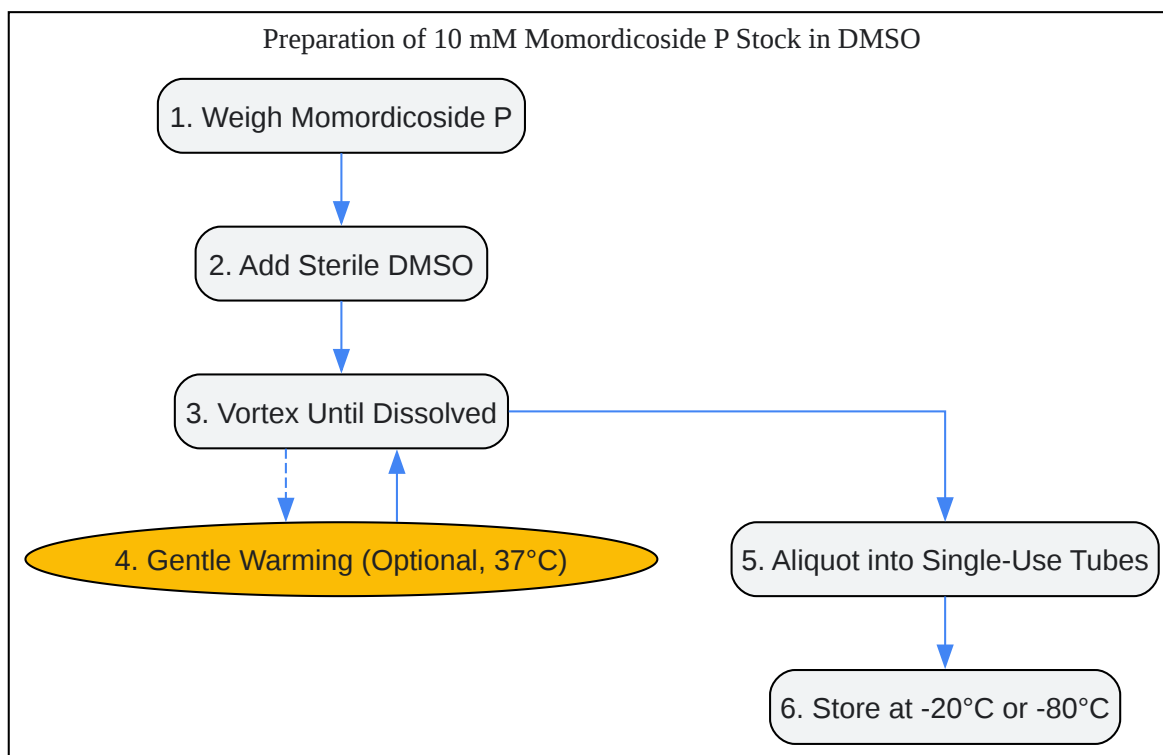 Preparation of 10 mM Momordicoside P Stock in DMSO
1. Weigh Momordicoside P
2. Add Sterile DMSO
3. Vortex Until Dissolved
4. Gentle Warming (Optional, 37°C)
5. Aliquot into Single-Use Tubes
6. Store at -20°C or -80°C